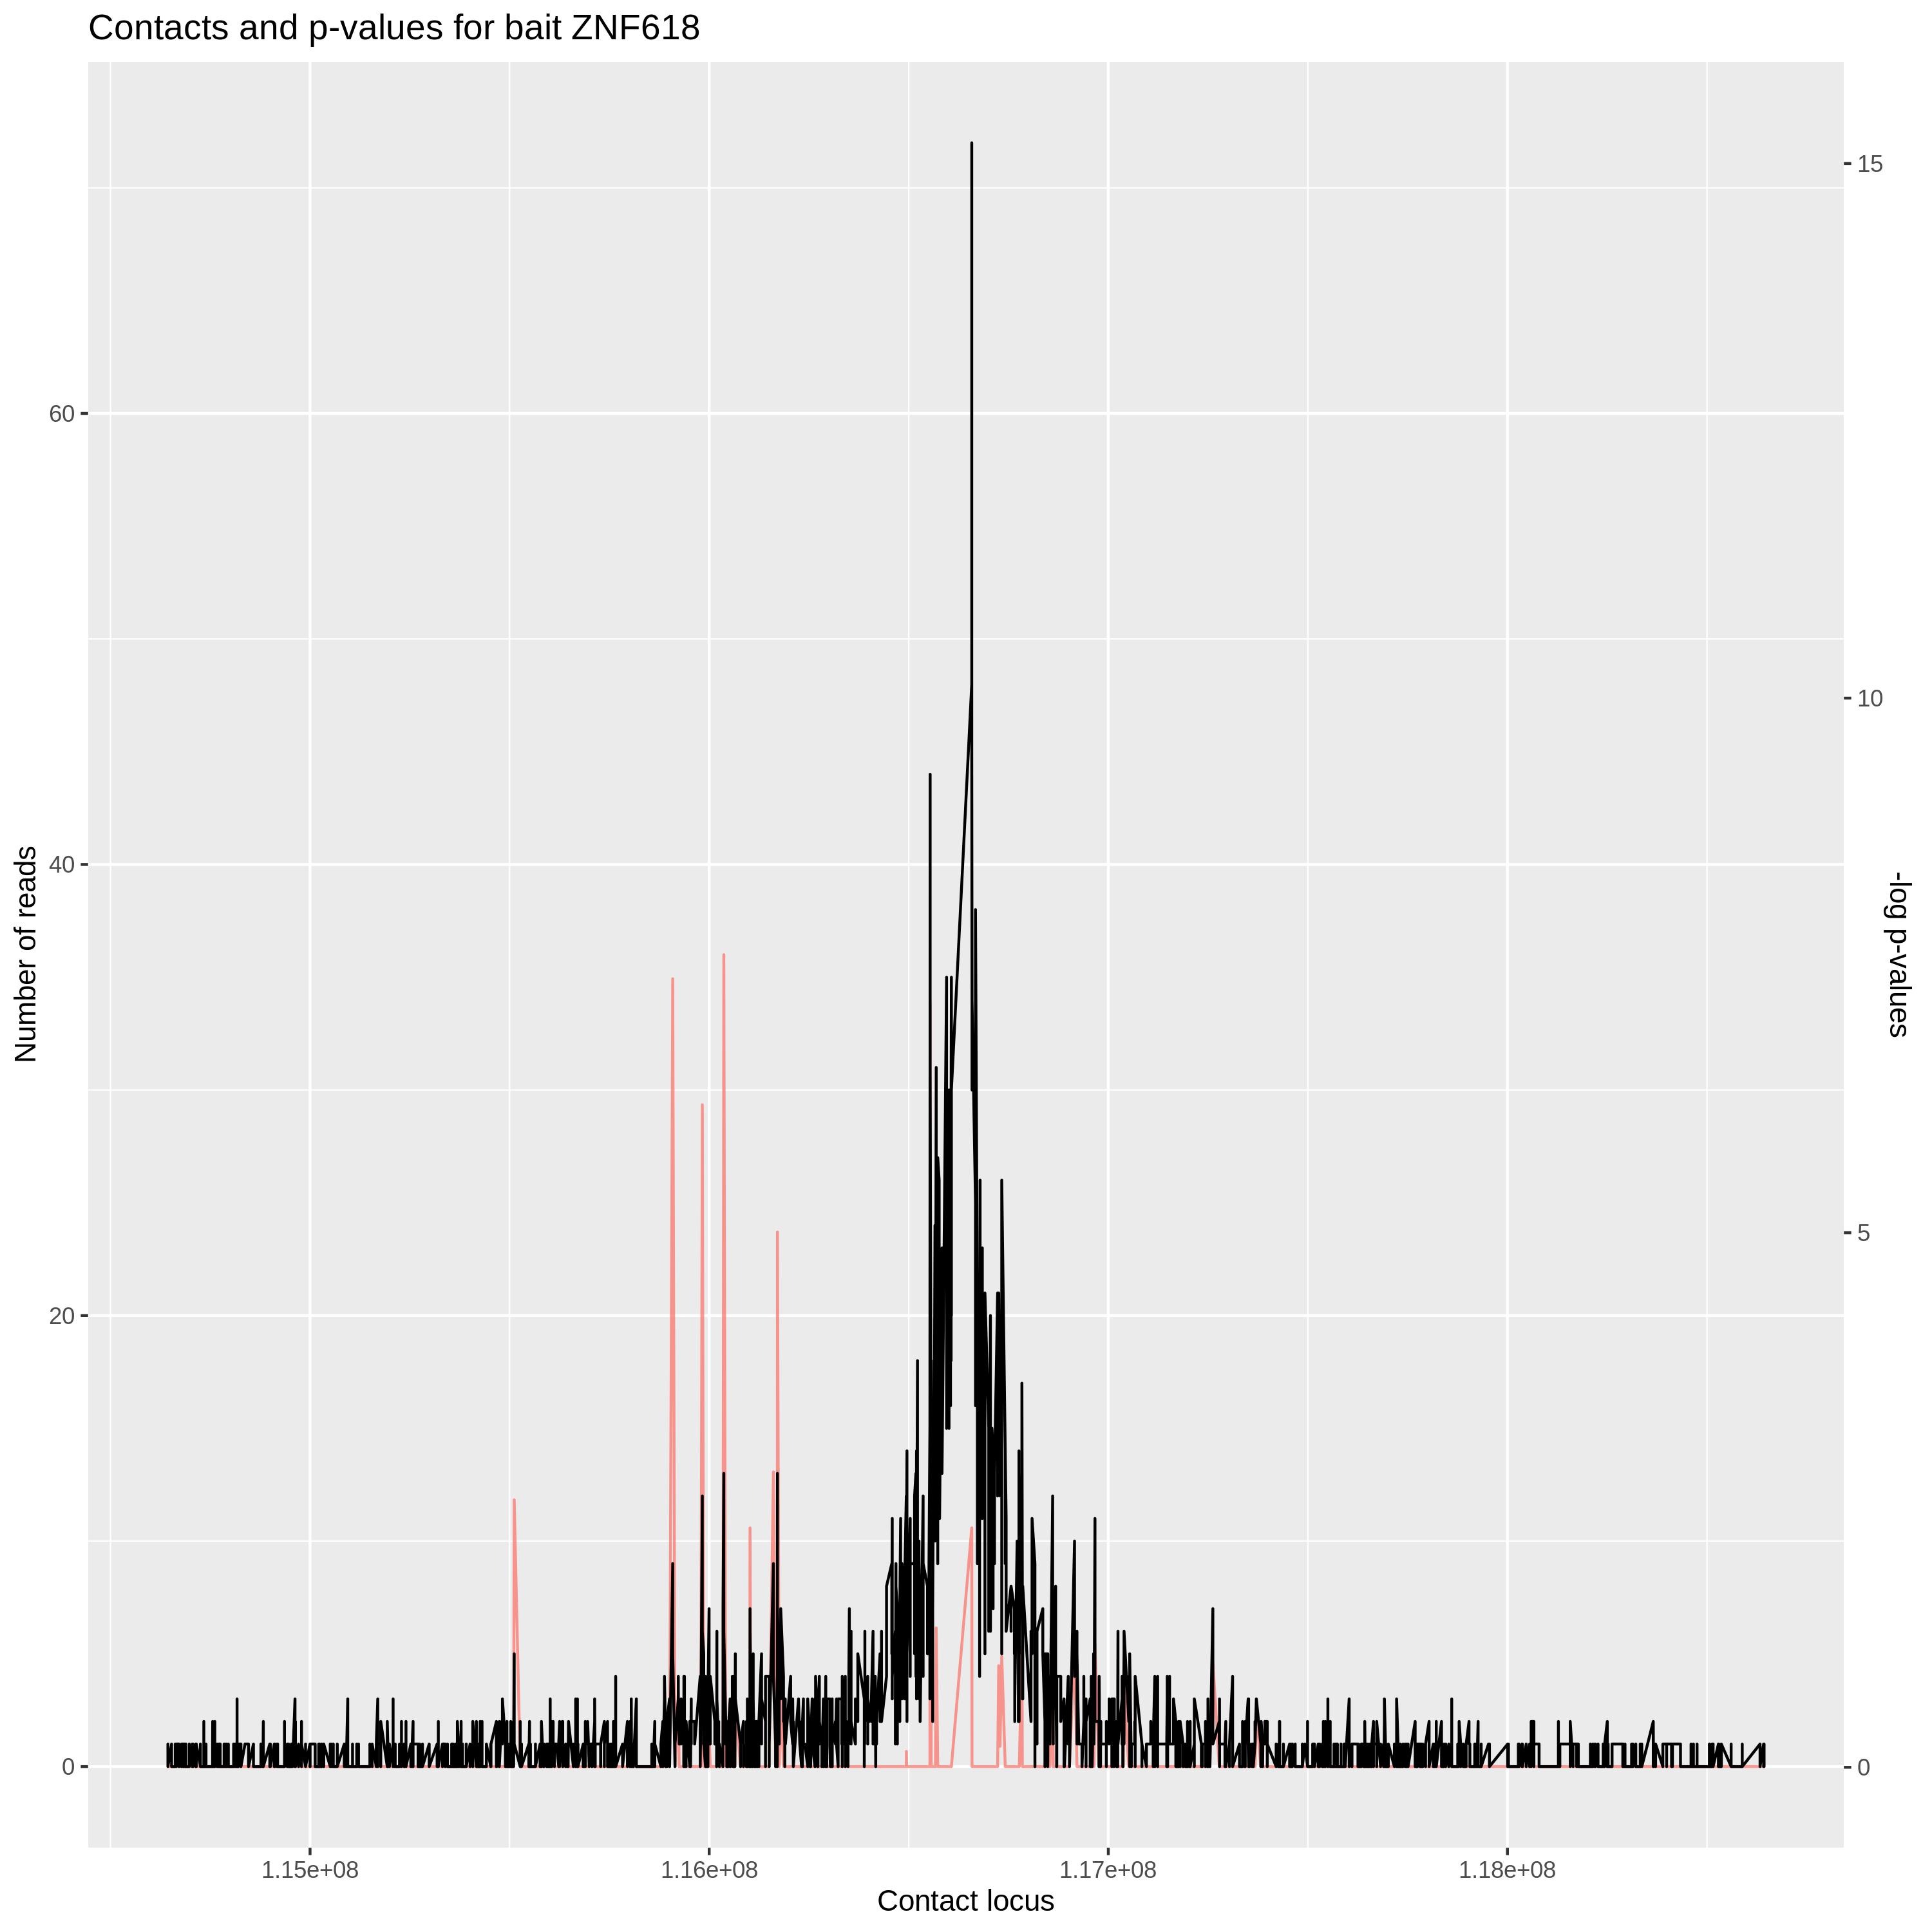 Contacts and p-values for bait ZNF618
15
60
10
40
Number of reads
-log p-values
5
20
0
0
1.15e+08
1.16e+08
1.17e+08
1.18e+08
Contact locus